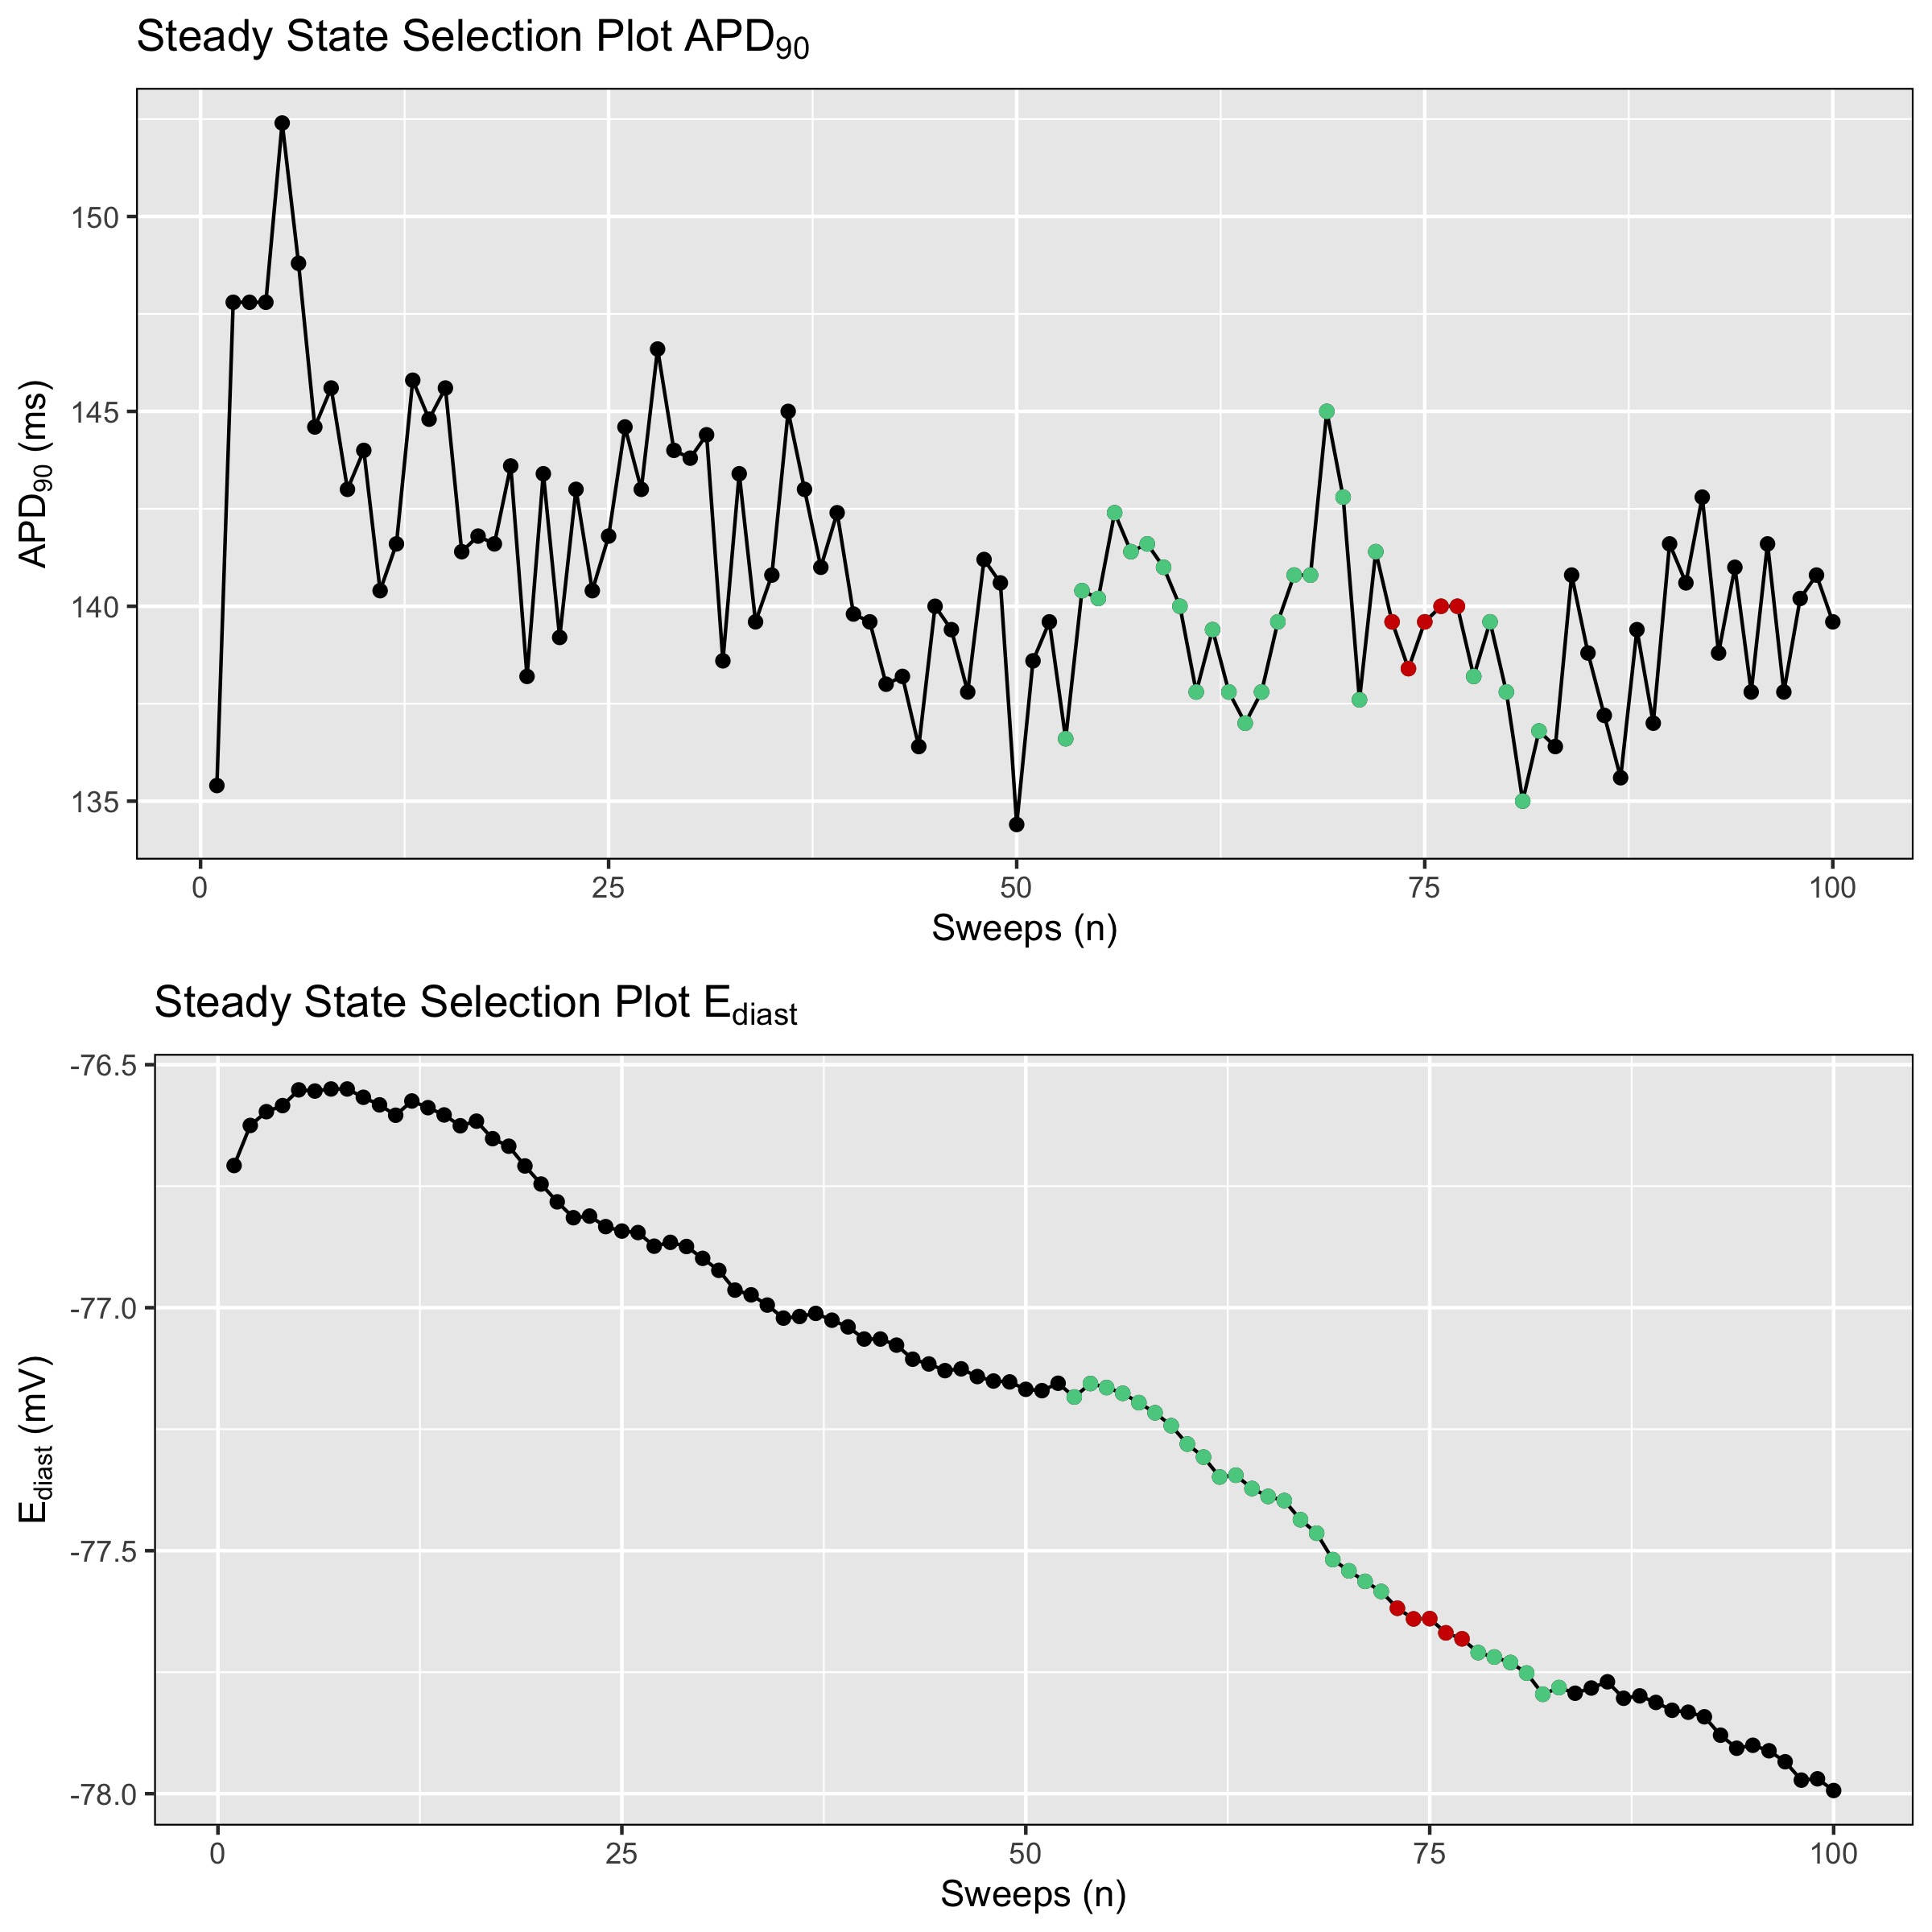 Steady State Selection Plot APD90
150
145
140
135
APD90 (ms)
0 25 50 75 100
Sweeps (n)
Steady State Selection Plot Ediast
-76.5
-77.0
-77.5
-78.0
Ediast (mV)
0 25 50 75 100
Sweeps (n)